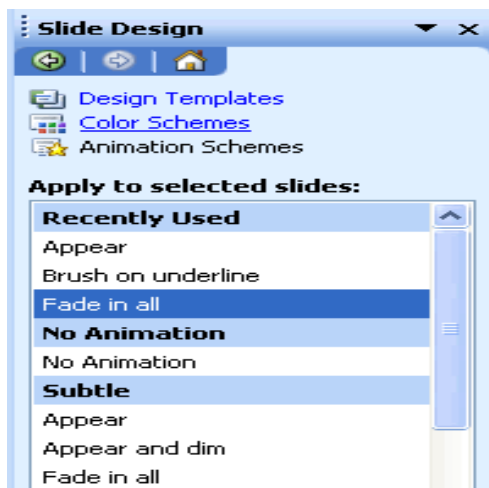 Slide Design
Design Templates
Color Schemes
Animation Schemes
Apply to selected slides:
Recently Used
Appear
Brush on underline
Fade in all
No Animation
No Animation
Subtle
Appear
Appear and dim
Fade in all